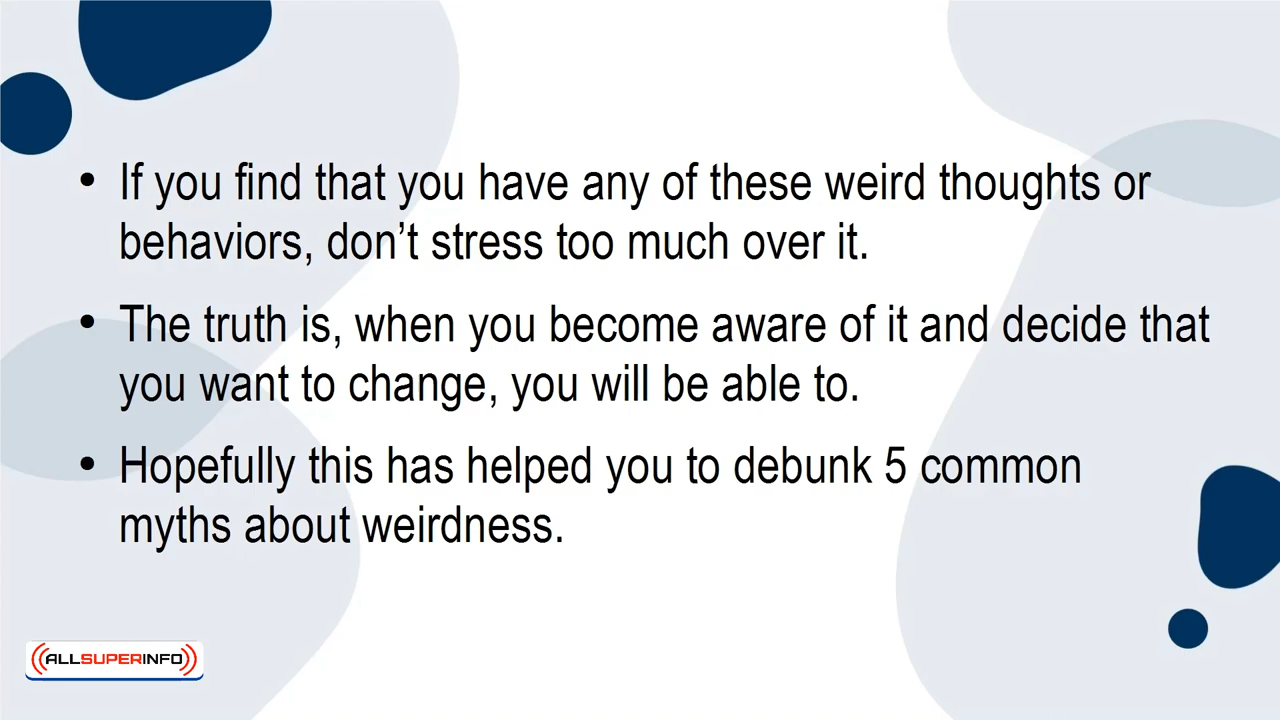 • If you find that you have any of these weird thoughts or
behaviors, don’t stress too much over it.
• The truth is, when you become aware of it and decide that
you want to change, you will be able to.
• Hopefully this has helped you to debunk 5 common
myths about weirdness.
ALLSUPERINFO